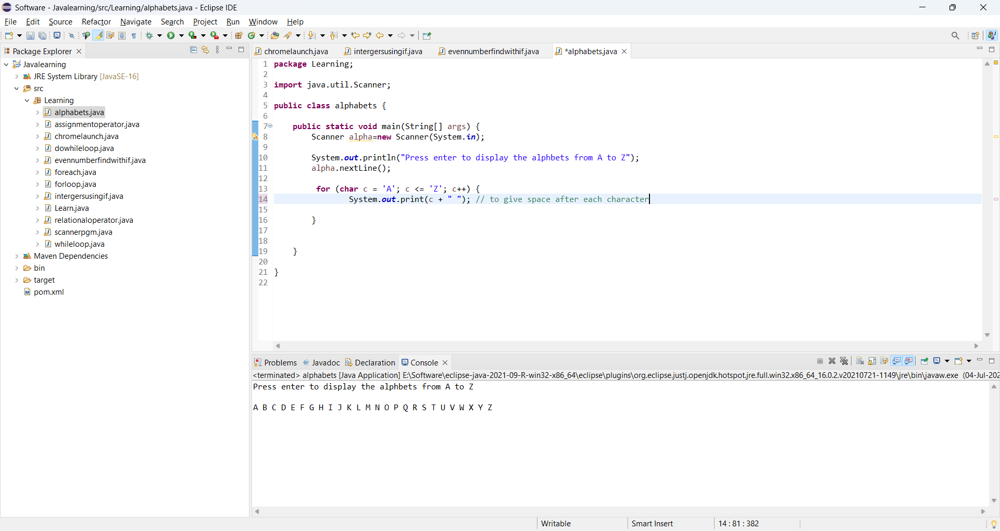 Software - Javalearning/src/Learning/alphabets.java - Eclipse IDE
File Edit Source Refactor Navigate Search Project Run Window Help
Package Explorer
Javalearning
JRE System Library [JavaSE-16]
src
Learning
alphabets.java
assignmentoperator.java
chromelaunch.java
dowhileloop.java
evennumberfindwithif.java
foreach.java
forloop.java
intergersusingif.java
Learn.java
relationaloperator.java
scannerpgm.java
whileloop.java
Maven Dependencies
bin
target
pom.xml
chromelaunch.java intergersusingif.java evennumberfindwithif.java *alphabets.java
1 package Learning;
2
3 import java.util.Scanner;
4
5 public class alphabets {
6
7 public static void main(String[] args) {
8 Scanner alpha=new Scanner(System.in);
9
10 System.out.println("Press enter to display the alphbets from A to Z");
11 alpha.nextLine();
12
13 for (char c = 'A'; c <= 'Z'; c++) {
14 System.out.print(c + " "); // to give space after each character
15
16 }
17
18
19 }
20
21 }
22
Problems @ Javadoc Declaration Console
<terminated> alphabets [Java Application] E:\Software\eclipse-java-2021-09-R-win32-x86_64\eclipse\plugins\org.eclipse.justj.openjdk.hotspot.jre.full.win32.x86_64_16.0.2.v20210721-1149\jre\bin\javaw.exe (04-Jul-202
Press enter to display the alphbets from A to Z
A B C D E F G H I J K L M N O P Q R S T U V W X Y Z
Writable Smart Insert 14 : 81 : 382